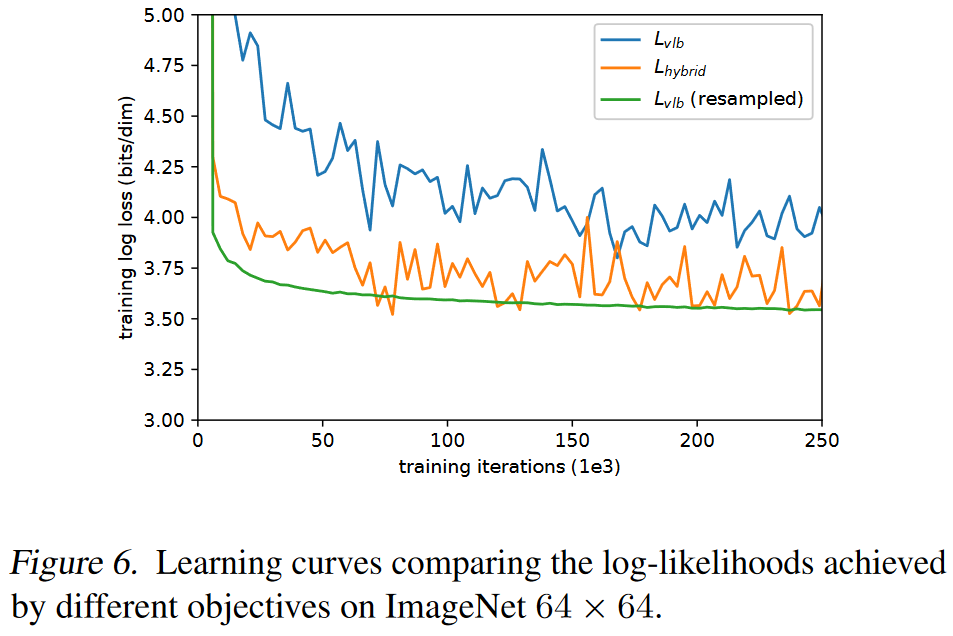 5.00
4.75
4.50
4.25
4.00
3.75
3.50
3.25
3.00
training log loss (bits/dim)
L_vlb
L_hybrid
L_vlb (resampled)
0 50 100 150 200 250
training iterations (1e3)
Figure 6. Learning curves comparing the log-likelihoods achieved
by different objectives on ImageNet 64 × 64.